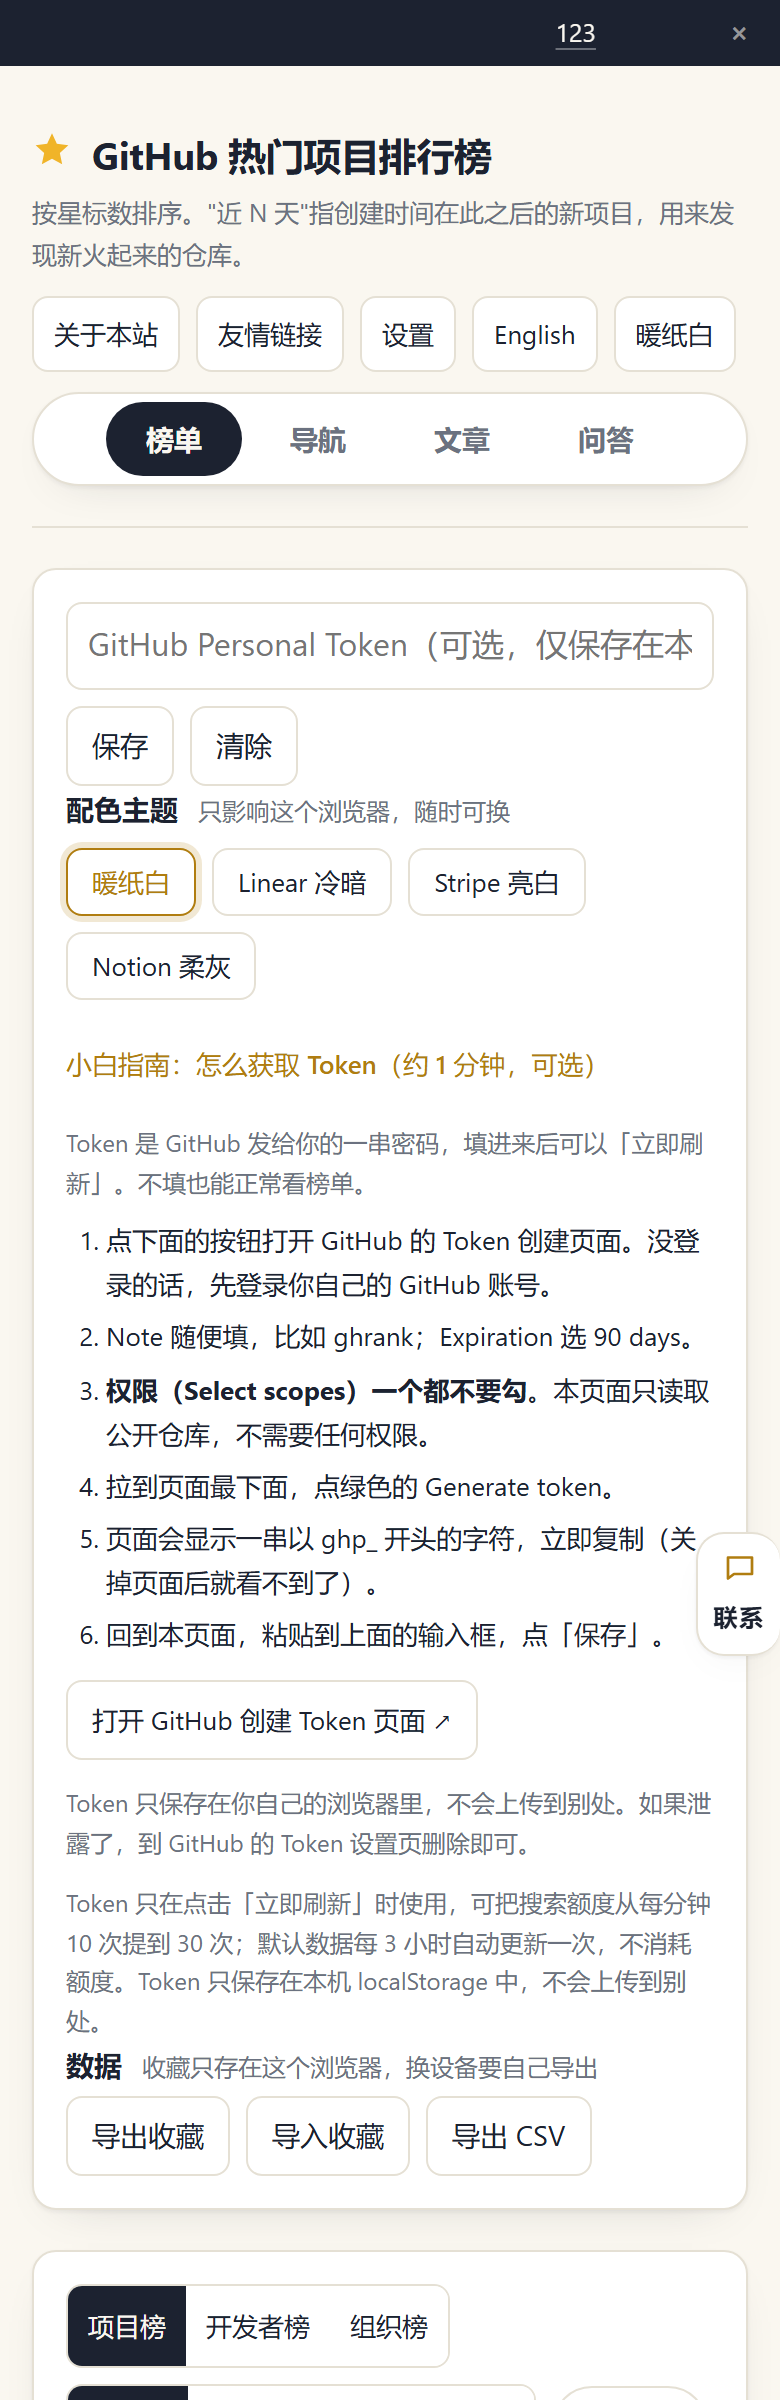 123
×
GitHub 热门项目排行榜
按星标数排序。"近 N 天"指创建时间在此之后的新项目，用来发
现新火起来的仓库。
关于本站 友情链接 设置 English 暖纸白
榜单 导航 文章 问答
GitHub Personal Token（可选，仅保存在本
保存 清除
配色主题 只影响这个浏览器，随时可换
暖纸白 Linear 冷暗 Stripe 亮白
Notion 柔灰
小白指南：怎么获取 Token（约 1 分钟，可选）
Token 是 GitHub 发给你的一串密码，填进来后可以「立即刷
新」。不填也能正常看榜单。
1. 点下面的按钮打开 GitHub 的 Token 创建页面。没登
录的话，先登录你自己的 GitHub 账号。
2. Note 随便填，比如 ghrank；Expiration 选 90 days。
3. 权限（Select scopes）一个都不要勾。本页面只读取
公开仓库，不需要任何权限。
4. 拉到页面最下面，点绿色的 Generate token。
5. 页面会显示一串以 ghp_ 开头的字符，立即复制（关
掉页面后就看不到了）。
联系
6. 回到本页面，粘贴到上面的输入框，点「保存」。
打开 GitHub 创建 Token 页面 ↗
Token 只保存在你自己的浏览器里，不会上传到别处。如果泄
露了，到 GitHub 的 Token 设置页删除即可。
Token 只在点击「立即刷新」时使用，可把搜索额度从每分钟
10 次提到 30 次；默认数据每 3 小时自动更新一次，不消耗
额度。Token 只保存在本机 localStorage 中，不会上传到别
处。
数据 收藏只存在这个浏览器，换设备要自己导出
导出收藏 导入收藏 导出 CSV
项目榜 开发者榜 组织榜